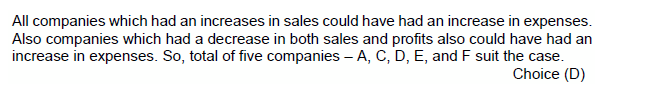 All companies which had an increases in sales could have had an increase in expenses.
Also companies which had a decrease in both sales and profits also could have had an
increase in expenses. So, total of five companies – A, C, D, E, and F suit the case.
Choice (D)